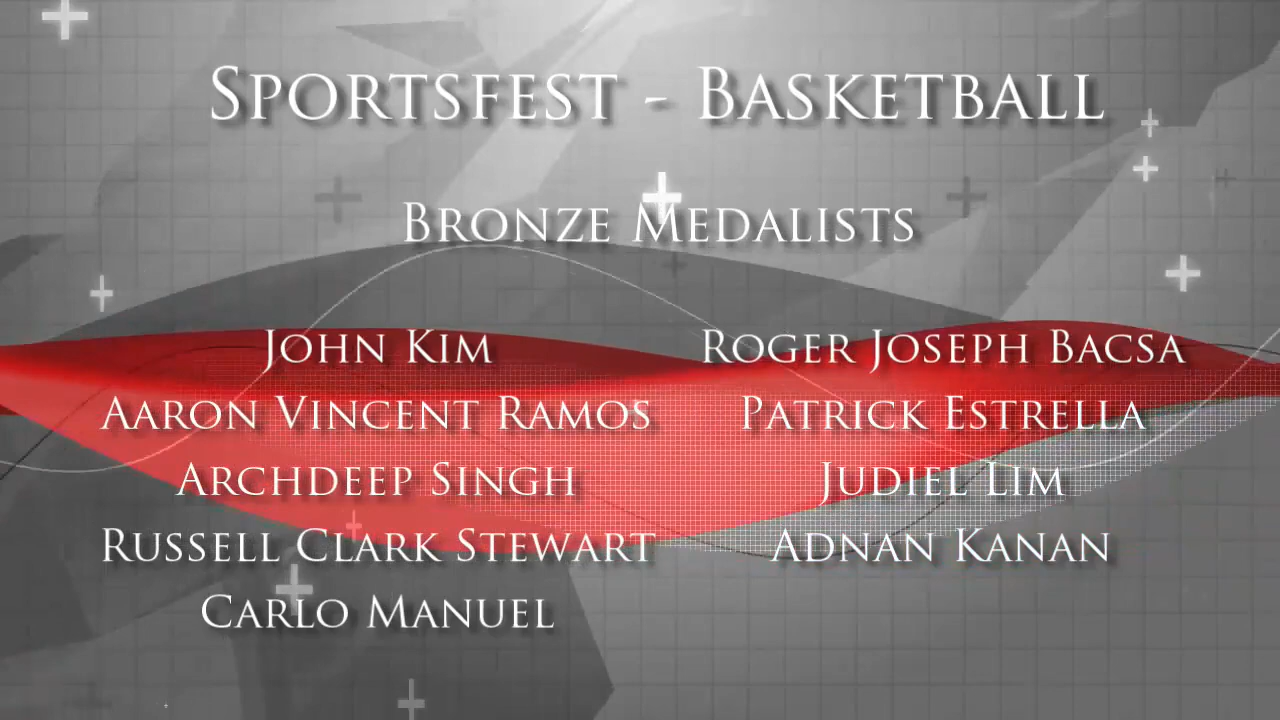 Sportsfest - Basketball
Bronze Medalists
John Kim
Aaron Vincent Ramos
Archdeep Singh
Russell Clark Stewart
Carlo Manuel
Roger Joseph Bacsa
Patrick Estrella
Judiel Lim
Adnan Kanan